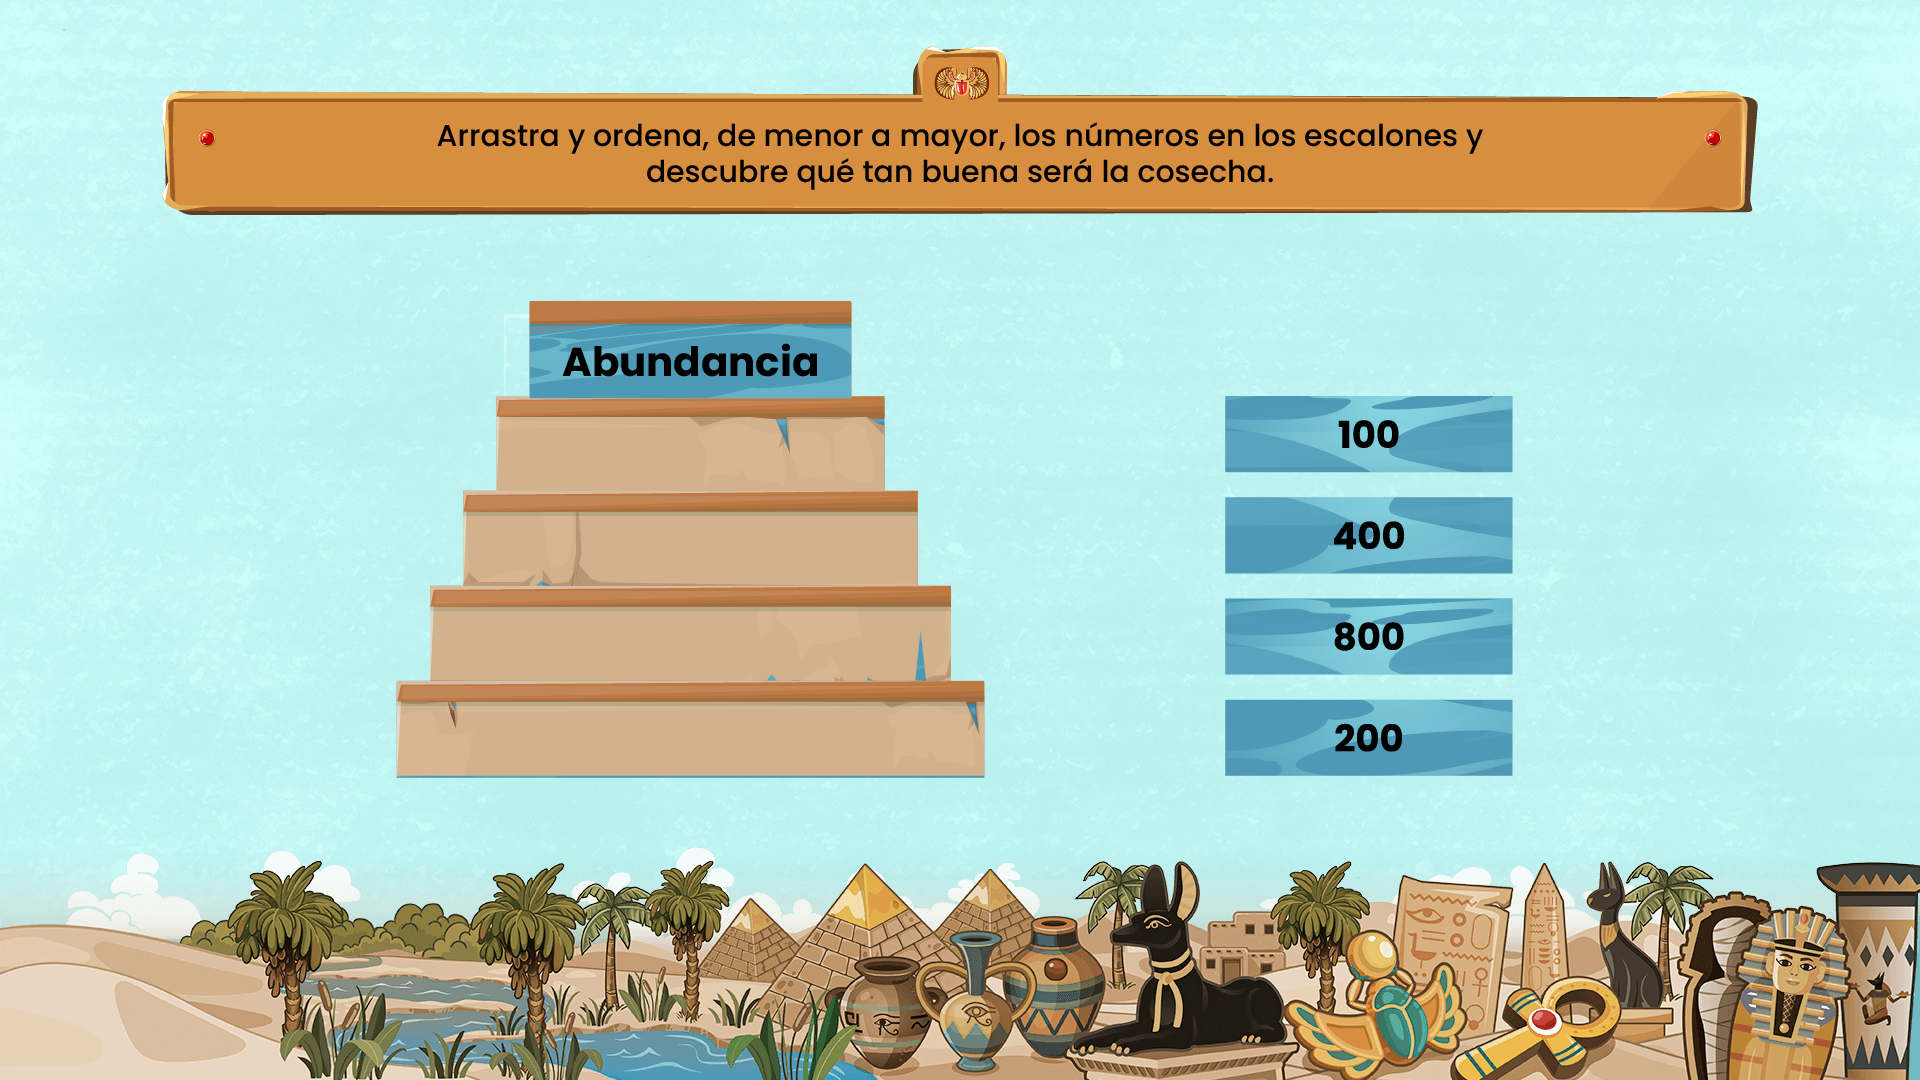 Arrastra y ordena, de menor a mayor, los números en los escalones y
descubre qué tan buena será la cosecha.
Abundancia
100
400
800
200